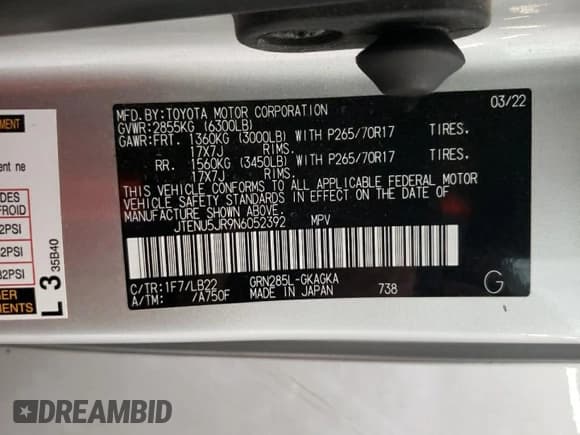 MFD.BY:TOYOTA MOTOR CORPORATION 03/22
GVWR:2855KG (6300LB)
GAWR:FRT. 1360KG (3000LB) WITH P265/70R17 TIRES.
17X7J RIMS.
RR. 1560KG (3450LB) WITH P265/70R17 TIRES.
17X7J RIMS.
THIS VEHICLE CONFORMS TO ALL APPLICABLE FEDERAL MOTOR
VEHICLE SAFETY STANDARDS IN EFFECT ON THE DATE OF
MANUFACTURE SHOWN ABOVE.
JTENU5JR9N6052392 MPV
C/TR:1F7/LB22 GRN285L-GKAGKA
A/TM: /A750F MADE IN JAPAN 738 G
L 3 35B40
DREAMBID